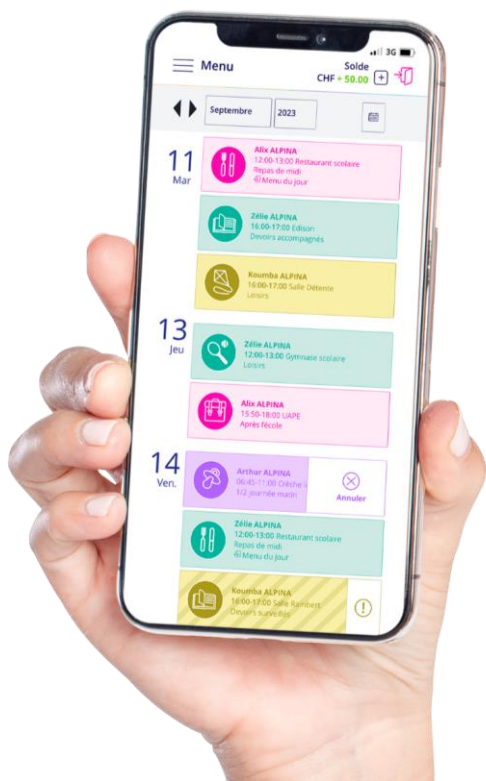 3G
Menu
Solde
CHF + 50.00
Septembre
2023
11
Mar
Alix ALPINA
12:00-13:00 Restaurant scolaire
Repas de midi
Menu du jour
Zélie ALPINA
16:00-17:00 Edison
Devoirs accompagnés
Koumba ALPINA
16:00-17:00 Salle Détente
Loisirs
13
Jeu
Zélie ALPINA
12:00-13:00 Gymnase scolaire
Loisirs
Alix ALPINA
15:50-18:00 UAPE
Après l'école
14
Ven.
Arthur ALPINA
06:45-11:00 Crèche
1/2 journée matin
Annuler
Zélie ALPINA
12:00-13:00 Restaurant scolaire
Repas de midi
Menu du jour
Koumba ALPINA
16:00-17:00 Salle Rambert
Devoirs surveillés